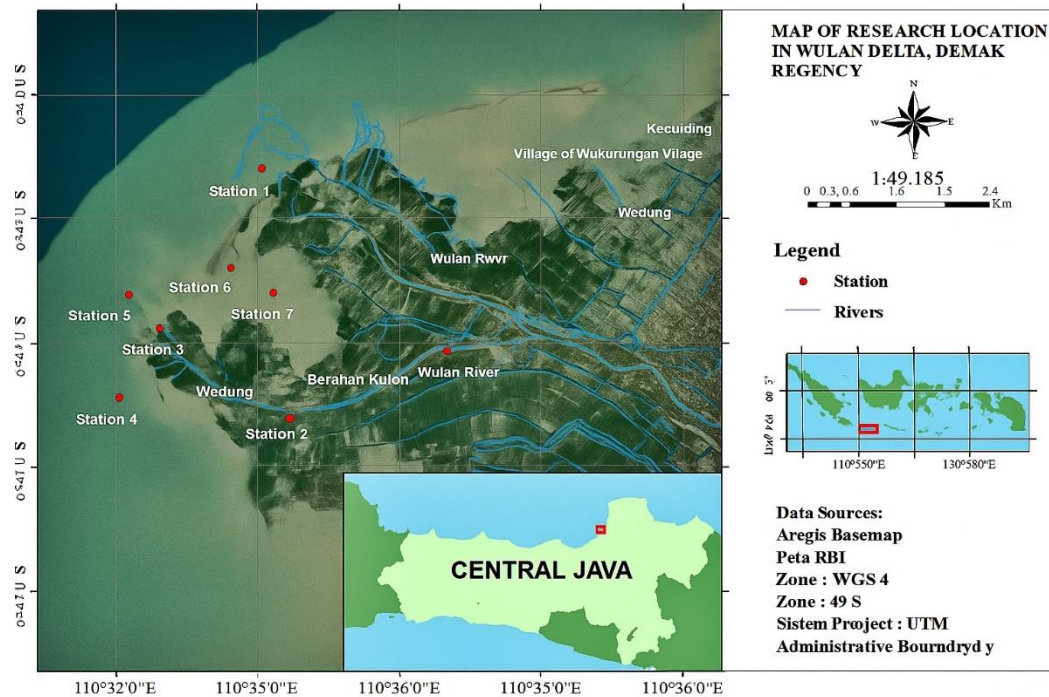 MAP OF RESEARCH LOCATION
IN WULAN DELTA, DEMAK
REGENCY
N
W E
E
1:49.185
0 0.3, 0.6 1.6 1.5 2.4
Km
Legend
Station
Rivers
110°550"E 130°580"E
Data Sources:
Aregis Basemap
Peta RBI
Zone : WGS 4
Zone : 49 S
Sistem Project : UTM
Administrative Bourndryd y
Kecuiding
Village of Wukurungan Vilage
Station 1
Wedung
Wulan Rwvr
Station 6
Station 5
Station 7
Station 3
Wulan River
Berahan Kulon
Wedung
Station 4
Station 2
CENTRAL JAVA
110°32'0"E 110°35'0"E 110°36'0"E 110°35'0"E 110°36'0"E